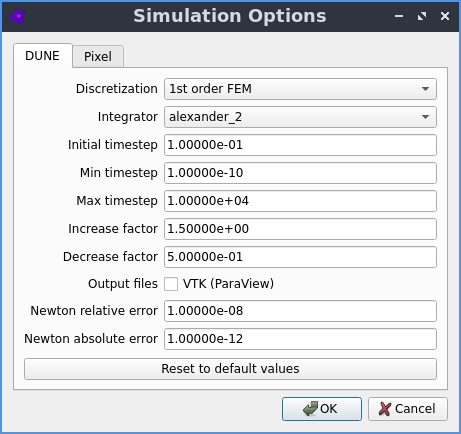 Simulation Options
DUNE Pixel
Discretization 1st order FEM
Integrator alexander_2
Initial timestep 1.00000e-01
Min timestep 1.00000e-10
Max timestep 1.00000e+04
Increase factor 1.50000e+00
Decrease factor 5.00000e-01
Output files VTK (ParaView)
Newton relative error 1.00000e-08
Newton absolute error 1.00000e-12
Reset to default values
OK Cancel